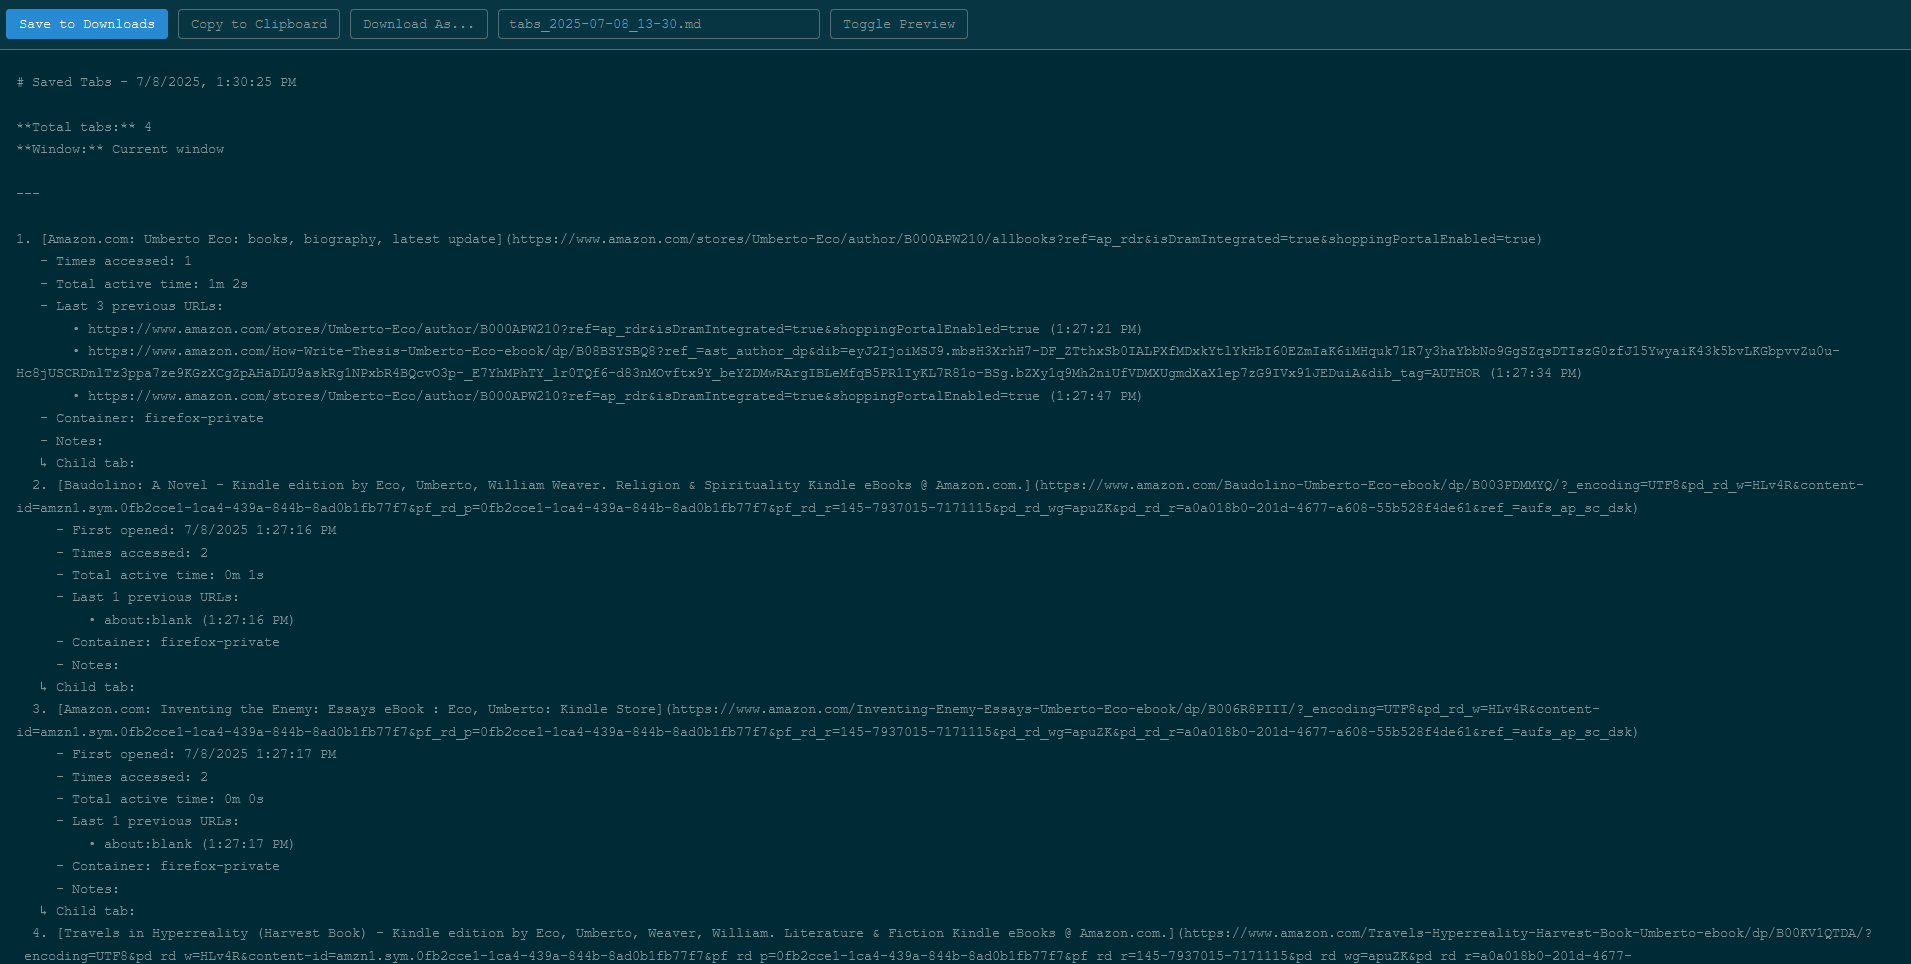 Save to Downloads
Copy to Clipboard
Download As...
tabs_2025-07-08_13-30.md
Toggle Preview
# Saved Tabs - 7/8/2025, 1:30:25 PM
**Total tabs:** 4
**Window:** Current window
---
1. [Amazon.com: Umberto Eco: books, biography, latest update](https://www.amazon.com/stores/Umberto-Eco/author/B000APW210/allbooks?ref=ap_rdr&isDramIntegrated=true&shoppingPortalEnabled=true)
- Times accessed: 1
- Total active time: 1m 2s
- Last 3 previous URLs:
• https://www.amazon.com/stores/Umberto-Eco/author/B000APW210?ref=ap_rdr&isDramIntegrated=true&shoppingPortalEnabled=true (1:27:21 PM)
• https://www.amazon.com/How-Write-Thesis-Umberto-Eco-ebook/dp/B08BSYSBQ8?ref_=ast_author_dp&dib=eyJ2IjoiMSJ9.mbsH3XrhH7-DF_ZTthxSb0IALPXfMDxkYtlYkHbI60EZmIaK6iMHquk71R7y3haYbbNo9GgSZqsDTIszG0zfJ15YwyaiK43k5bvLKGbpvvZu0u-
Hc8jUSCRDnlTz3ppa7ze9KGzXCgZpAHaDLU9askRg1NPxbR4BQcvO3p-_E7YhMPhTY_lr0TQf6-d83nMOvftx9Y_beYZDMwRArgIBLeMfqB5PR1IyKL7R81o-BSg.bZXy1q9Mh2niUfVDMXUgmdXaX1ep7zG9IVx91JEDuiA&dib_tag=AUTHOR (1:27:34 PM)
• https://www.amazon.com/stores/Umberto-Eco/author/B000APW210?ref=ap_rdr&isDramIntegrated=true&shoppingPortalEnabled=true (1:27:47 PM)
- Container: firefox-private
- Notes:
↳ Child tab:
2. [Baudolino: A Novel - Kindle edition by Eco, Umberto, William Weaver. Religion & Spirituality Kindle eBooks @ Amazon.com.](https://www.amazon.com/Baudolino-Umberto-Eco-ebook/dp/B003PDMMYQ/?_encoding=UTF8&pd_rd_w=HLv4R&content-
id=amzn1.sym.0fb2cce1-1ca4-439a-844b-8ad0b1fb77f7&pf_rd_p=0fb2cce1-1ca4-439a-844b-8ad0b1fb77f7&pf_rd_r=145-7937015-7171115&pd_rd_wg=apuZK&pd_rd_r=a0a018b0-201d-4677-a608-55b528f4de61&ref_=aufs_ap_sc_dsk)
- First opened: 7/8/2025 1:27:16 PM
- Times accessed: 2
- Total active time: 0m 1s
- Last 1 previous URLs:
• about:blank (1:27:16 PM)
- Container: firefox-private
- Notes:
↳ Child tab:
3. [Amazon.com: Inventing the Enemy: Essays eBook : Eco, Umberto: Kindle Store](https://www.amazon.com/Inventing-Enemy-Essays-Umberto-Eco-ebook/dp/B006R8PIII/?_encoding=UTF8&pd_rd_w=HLv4R&content-
id=amzn1.sym.0fb2cce1-1ca4-439a-844b-8ad0b1fb77f7&pf_rd_p=0fb2cce1-1ca4-439a-844b-8ad0b1fb77f7&pf_rd_r=145-7937015-7171115&pd_rd_wg=apuZK&pd_rd_r=a0a018b0-201d-4677-a608-55b528f4de61&ref_=aufs_ap_sc_dsk)
- First opened: 7/8/2025 1:27:17 PM
- Times accessed: 2
- Total active time: 0m 0s
- Last 1 previous URLs:
• about:blank (1:27:17 PM)
- Container: firefox-private
- Notes:
↳ Child tab:
4. [Travels in Hyperreality (Harvest Book) - Kindle edition by Eco, Umberto, Weaver, William. Literature & Fiction Kindle eBooks @ Amazon.com.](https://www.amazon.com/Travels-Hyperreality-Harvest-Book-Umberto-ebook/dp/B00KV1QTDA/?
_encoding=UTF8&pd_rd_w=HLv4R&content-id=amzn1.sym.0fb2cce1-1ca4-439a-844b-8ad0b1fb77f7&pf_rd_p=0fb2cce1-1ca4-439a-844b-8ad0b1fb77f7&pf_rd_r=145-7937015-7171115&pd_rd_wg=apuZK&pd_rd_r=a0a018b0-201d-4677-